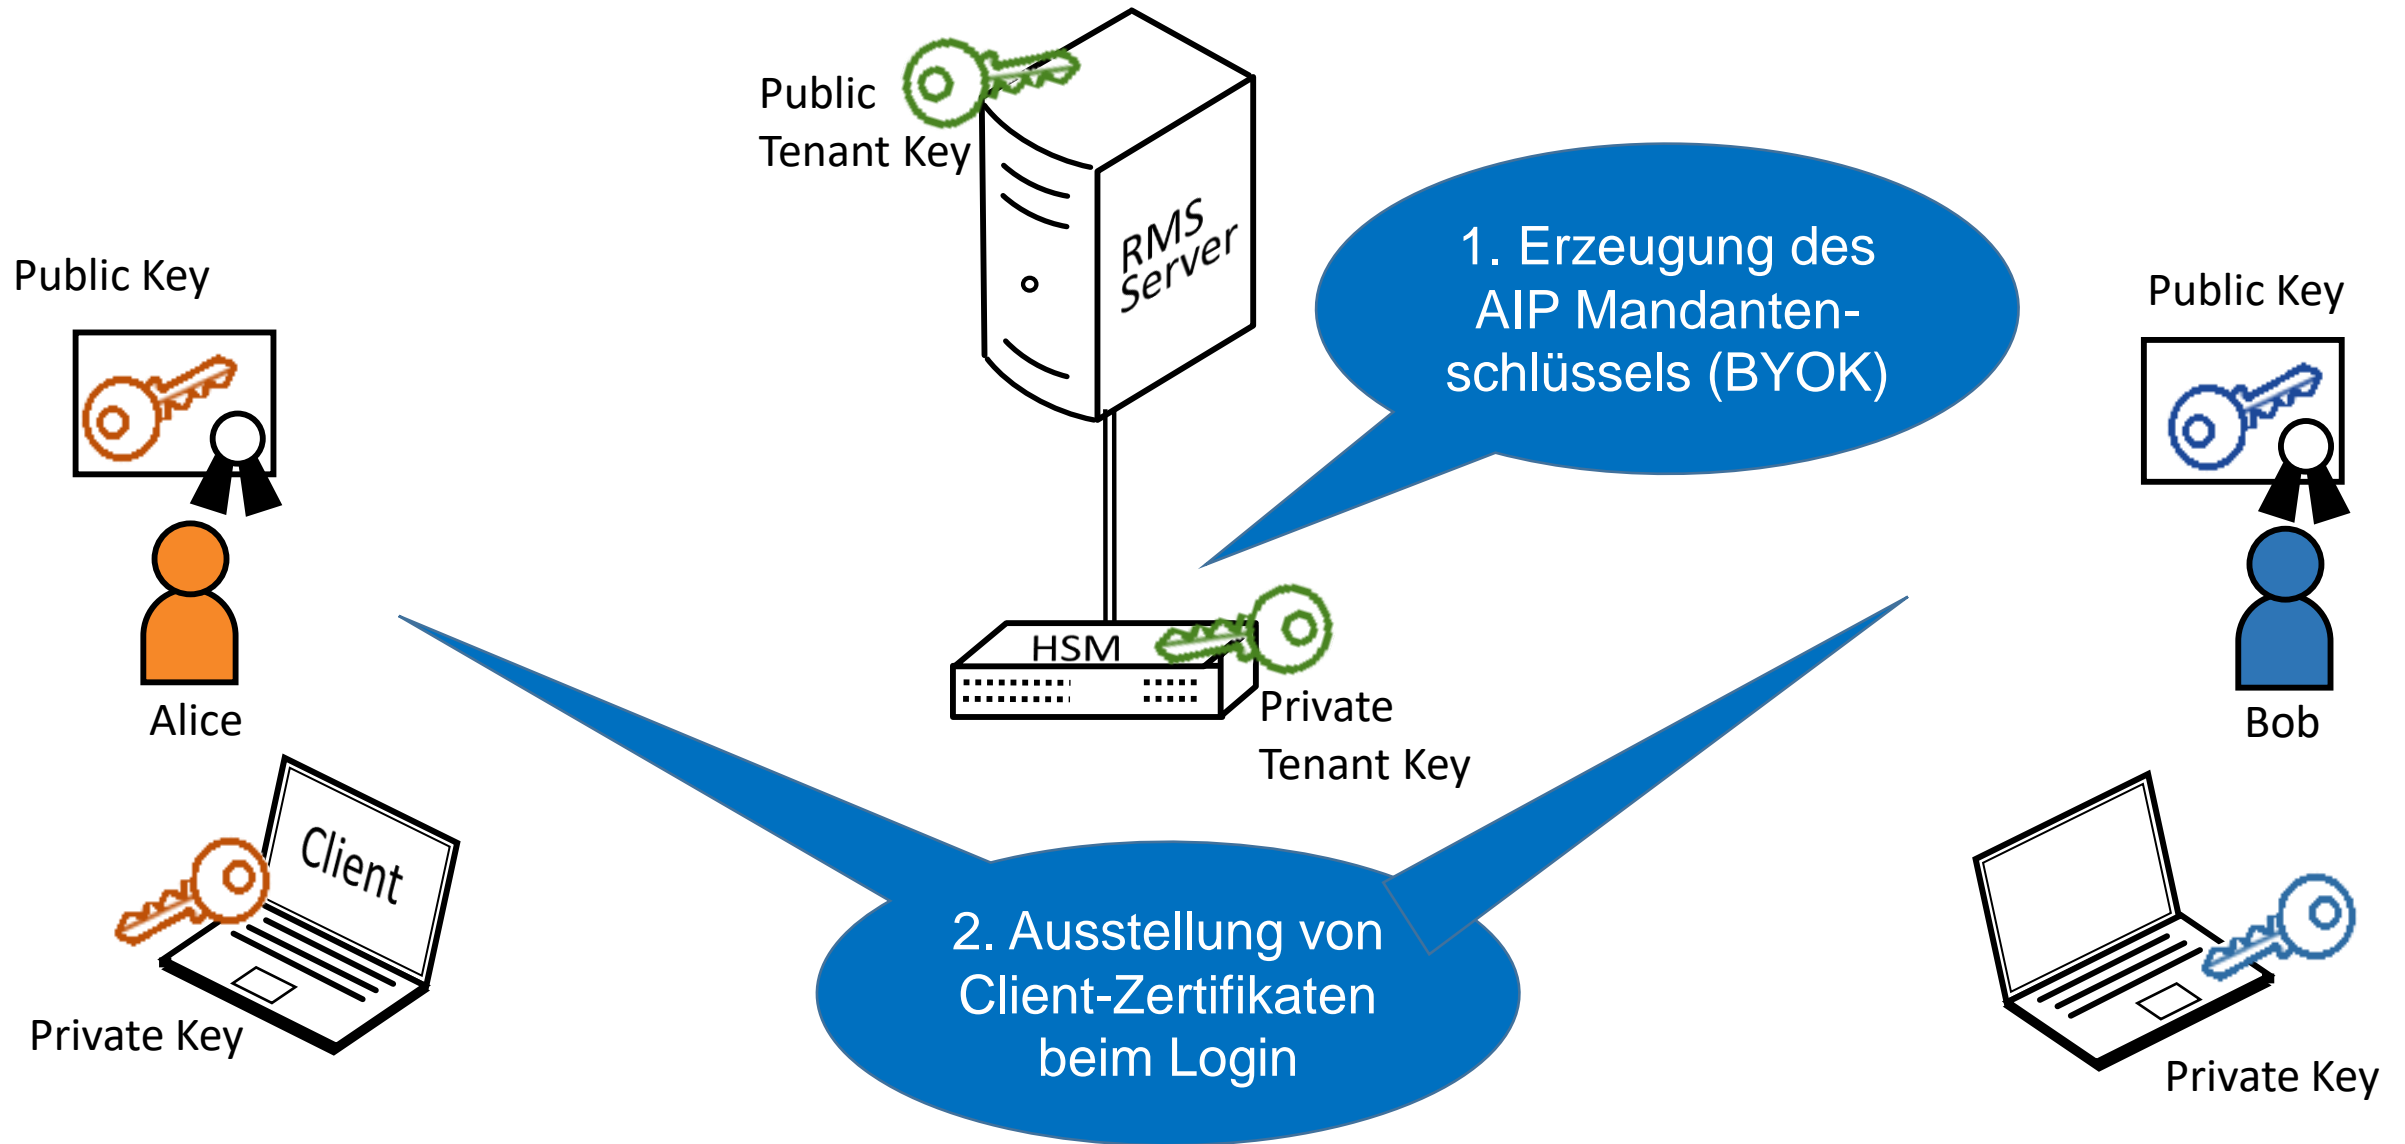 Public
Tenant Key
RMS
Server
1. Erzeugung des
AIP Mandanten-
schlüssels (BYOK)
Public Key
Public Key
HSM
Private
Tenant Key
Alice
Bob
Client
Private Key
2. Ausstellung von
Client-Zertifikaten
beim Login
Private Key